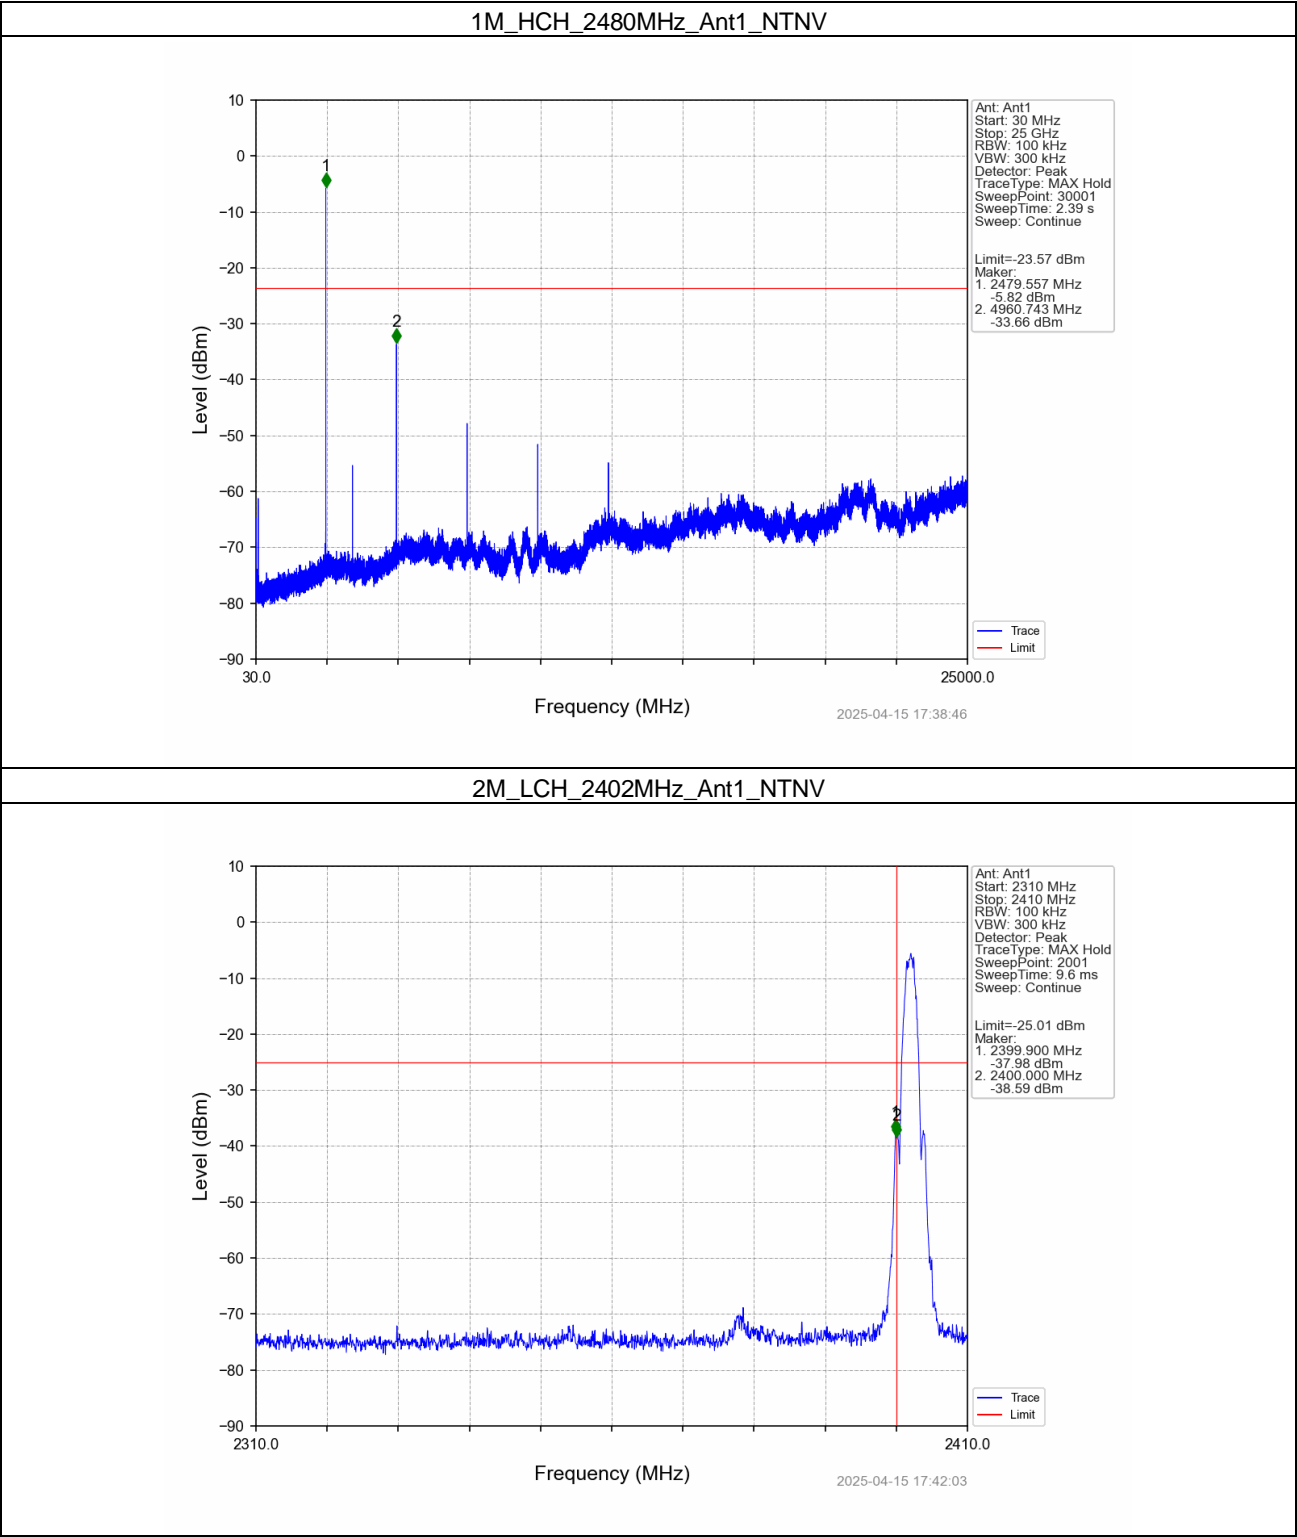 1M_HCH_2480MHz_Ant1_NTNV
10
0
−10
−20
−30
−40
−50
−60
−70
−80
−90
Level (dBm)
1
2
30.0
25000.0
Frequency (MHz)
2025-04-15 17:38:46
Ant: Ant1
Start: 30 MHz
Stop: 25 GHz
RBW: 100 kHz
VBW: 300 kHz
Detector: Peak
TraceType: MAX Hold
SweepPoint: 30001
SweepTime: 2.39 s
Sweep: Continue
Limit=-23.57 dBm
Maker:
1. 2479.557 MHz
-5.82 dBm
2. 4960.743 MHz
-33.66 dBm
Trace
Limit
2M_LCH_2402MHz_Ant1_NTNV
10
0
−10
−20
−30
−40
−50
−60
−70
−80
−90
Level (dBm)
2
2310.0
2410.0
Frequency (MHz)
2025-04-15 17:42:03
Ant: Ant1
Start: 2310 MHz
Stop: 2410 MHz
RBW: 100 kHz
VBW: 300 kHz
Detector: Peak
TraceType: MAX Hold
SweepPoint: 2001
SweepTime: 9.6 ms
Sweep: Continue
Limit=-25.01 dBm
Maker:
1. 2399.900 MHz
-37.98 dBm
2. 2400.000 MHz
-38.59 dBm
Trace
Limit